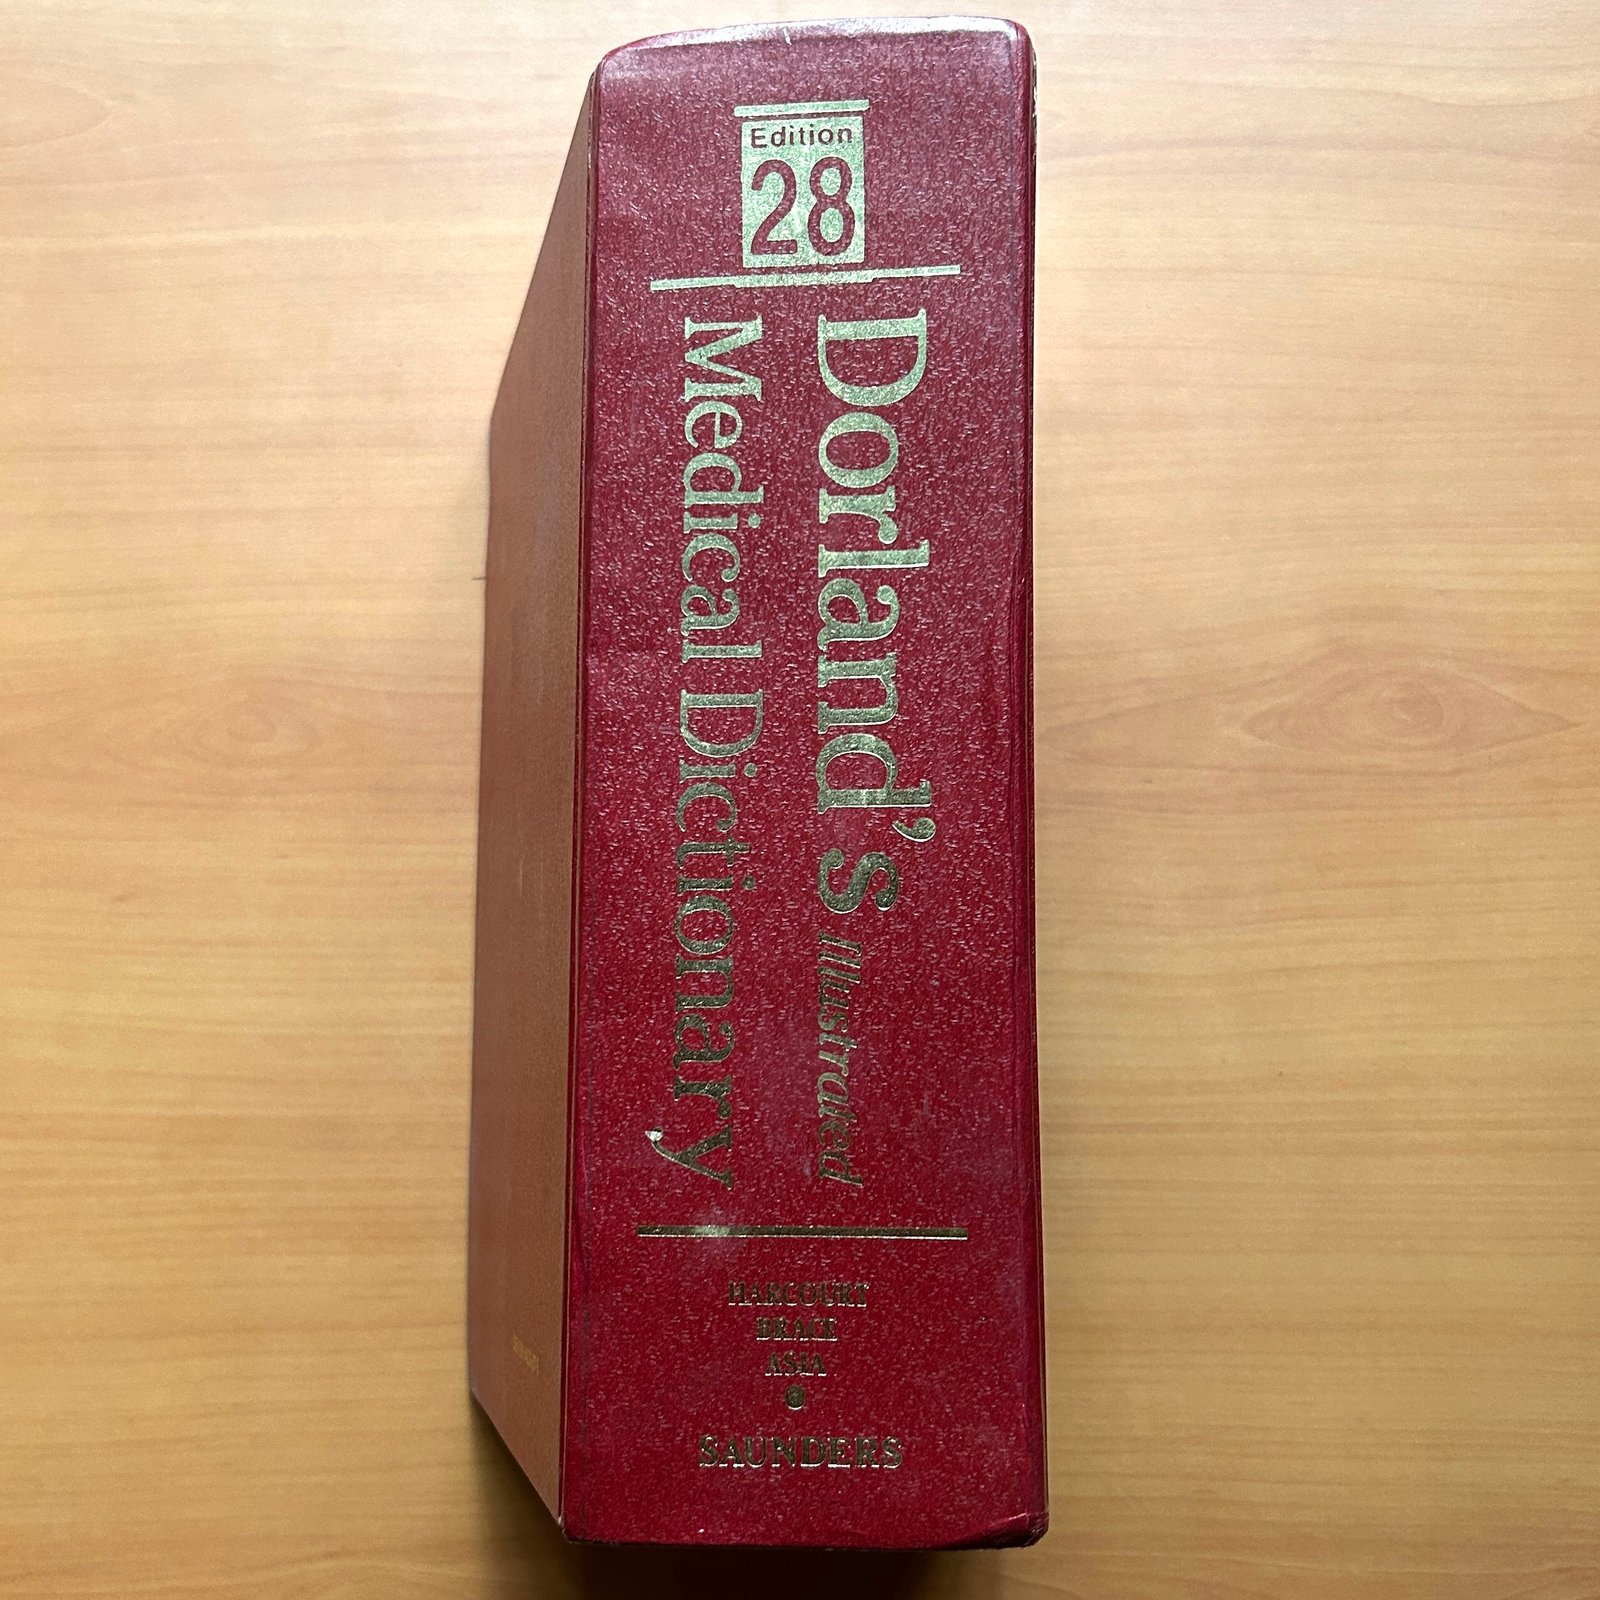 Edition
28
Dorland's Illustrated
Medical Dictionary
HARCOURT
BRACE
ASIA
SAUNDERS